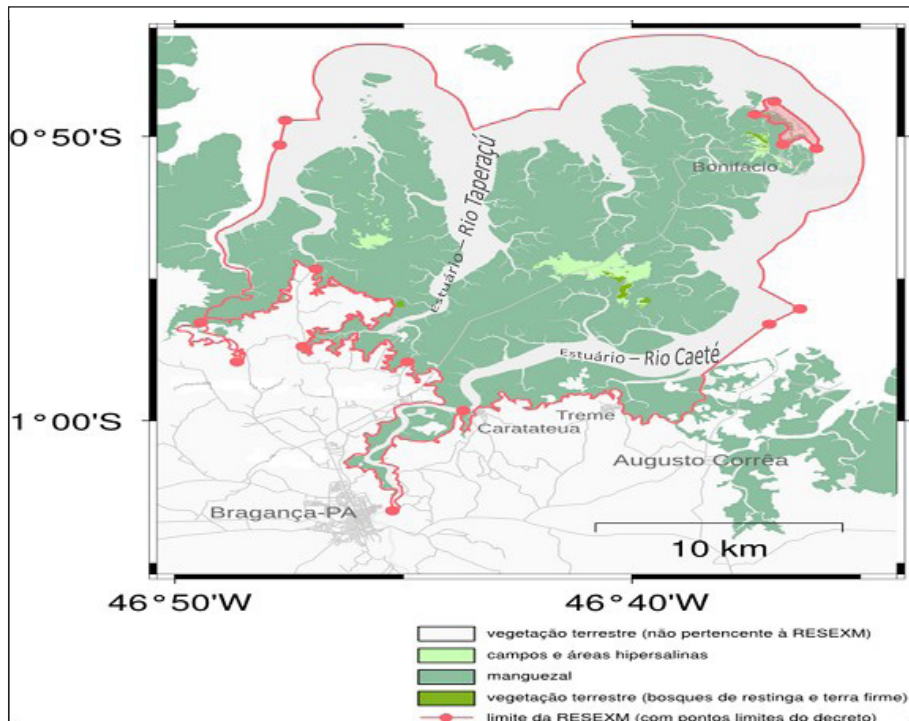 0°50'S
Bonifácio
Estuário – Rio Taperaçú
Estuário – Rio Caeté
1°00'S
Treme
Caratateua
Augusto Corrêa
Bragança-PA
10 km
46°50'W
46°40'W
vegetação terrestre (não pertencente à RESEXM)
campos e áreas hipersalinas
manguezal
vegetação terrestre (bosques de restinga e terra firme)
limite da RESEXM (com pontos limites do decreto)